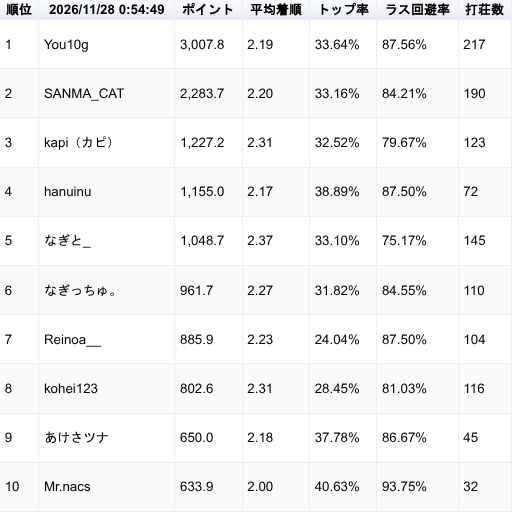 順位 2026/11/28 0:54:49 ポイント 平均着順 トップ率 ラス回避率 打荘数
1 You10g 3,007.8 2.19 33.64% 87.56% 217
2 SANMA_CAT 2,283.7 2.20 33.16% 84.21% 190
3 kapi（カピ） 1,227.2 2.31 32.52% 79.67% 123
4 hanuinu 1,155.0 2.17 38.89% 87.50% 72
5 なぎと_ 1,048.7 2.37 33.10% 75.17% 145
6 なぎっちゅ。 961.7 2.27 31.82% 84.55% 110
7 Reinoa__ 885.9 2.23 24.04% 87.50% 104
8 kohei123 802.6 2.31 28.45% 81.03% 116
9 あけさツナ 650.0 2.18 37.78% 86.67% 45
10 Mr.nacs 633.9 2.00 40.63% 93.75% 32